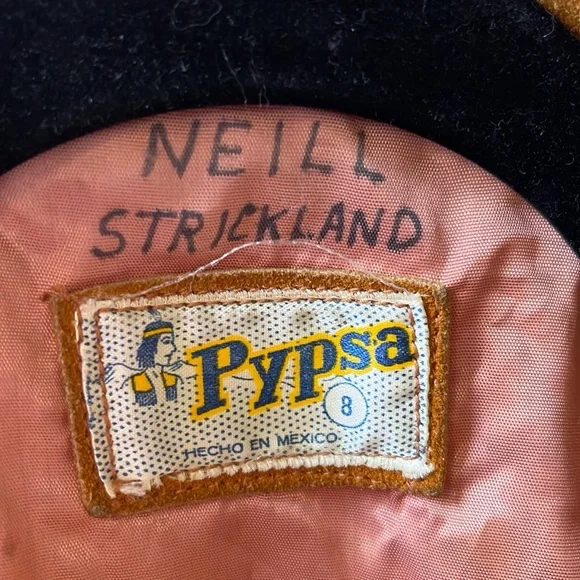 NEILL
STRICKLAND
Pypsa
8
HECHO EN MEXICO